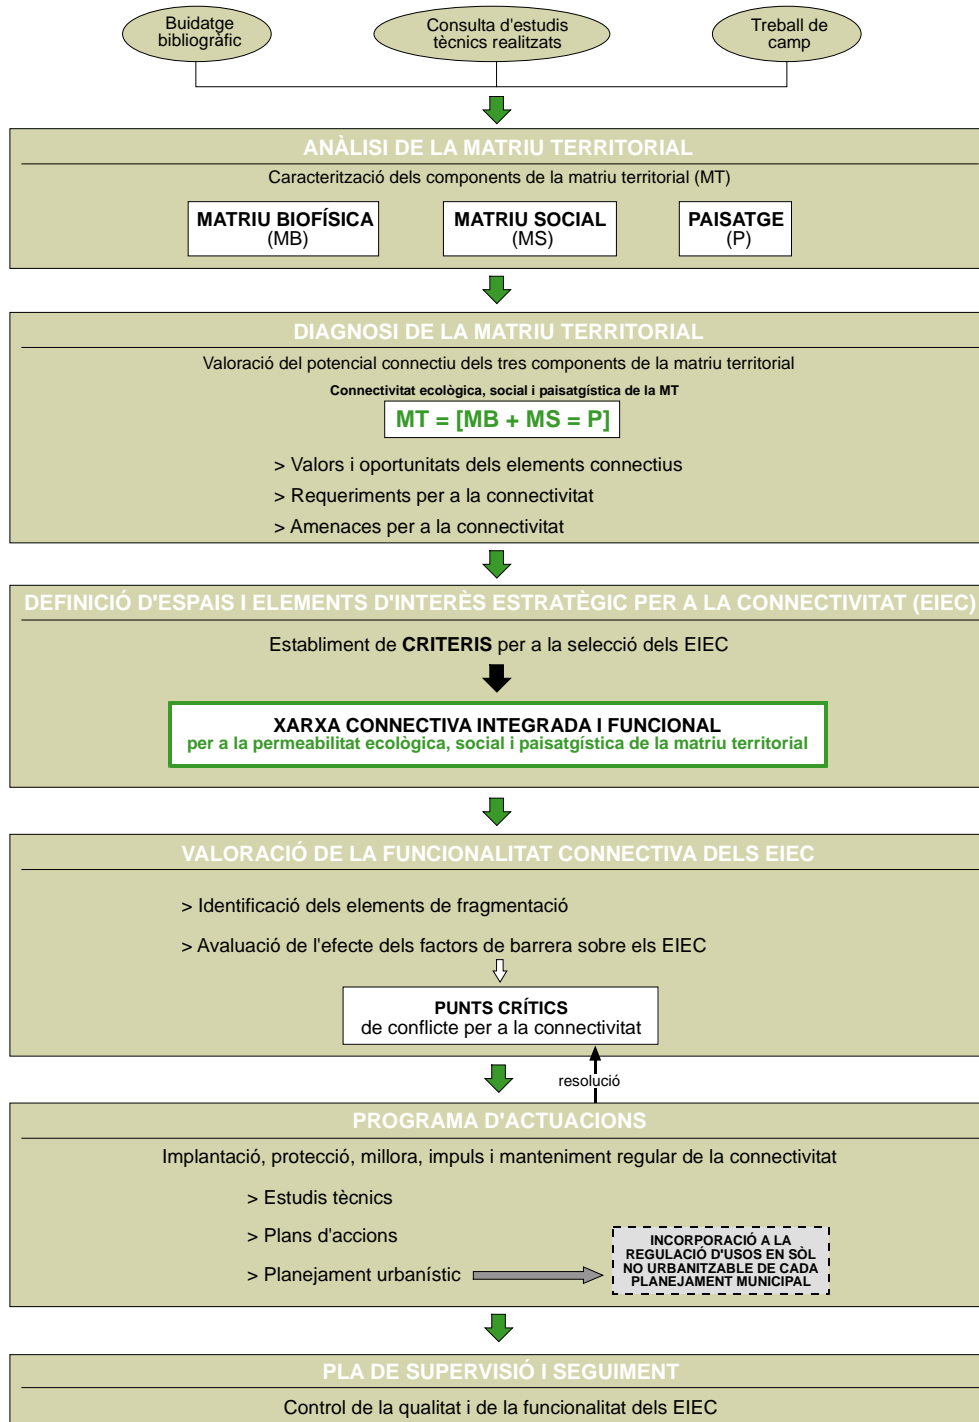 Buidatge
bibliogràfic
Consulta d'estudis
tècnics realitzats
Treball de
camp
ANÀLISI DE LA MATRIU TERRITORIAL
Caracterització dels components de la matriu territorial (MT)
MATRIU BIOFÍSICA
(MB)
MATRIU SOCIAL
(MS)
PAISATGE
(P)
DIAGNOSI DE LA MATRIU TERRITORIAL
Valoració del potencial connectiu dels tres components de la matriu territorial
Connectivitat ecològica, social i paisatgística de la MT
MT = [MB + MS = P]
> Valors i oportunitats dels elements connectius
> Requeriments per a la connectivitat
> Amenaces per a la connectivitat
DEFINICIÓ D'ESPAIS I ELEMENTS D'INTERÈS ESTRATÈGIC PER A LA CONNECTIVITAT (EIEC)
Establiment de CRITERIS per a la selecció dels EIEC
XARXA CONNECTIVA INTEGRADA I FUNCIONAL
per a la permeabilitat ecològica, social i paisatgística de la matriu territorial
VALORACIÓ DE LA FUNCIONALITAT CONNECTIVA DELS EIEC
> Identificació dels elements de fragmentació
> Avaluació de l'efecte dels factors de barrera sobre els EIEC
PUNTS CRÍTICS
de conflicte per a la connectivitat
resolució
PROGRAMA D'ACTUACIONS
Implantació, protecció, millora, impuls i manteniment regular de la connectivitat
> Estudis tècnics
> Plans d'accions
> Planejament urbanístic
INCORPORACIÓ A LA
REGULACIÓ D'USOS EN SÒL
NO URBANITZABLE DE CADA
PLANEJAMENT MUNICIPAL
PLA DE SUPERVISIÓ I SEGUIMENT
Control de la qualitat i de la funcionalitat dels EIEC